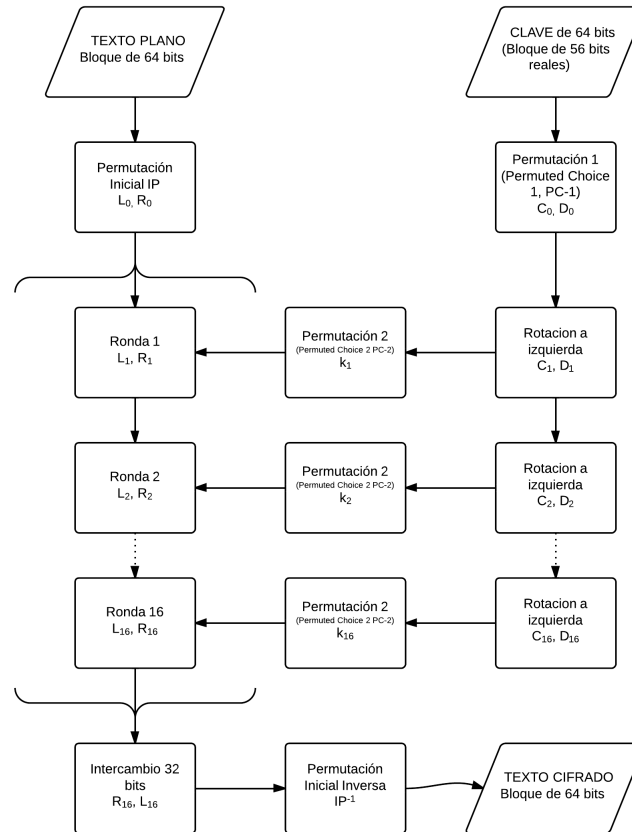 TEXTO PLANO
Bloque de 64 bits
CLAVE de 64 bits
(Bloque de 56 bits
reales)
Permutación
Inicial IP
L0, R0
Permutación 1
(Permuted Choice
1, PC-1)
C0, D0
Ronda 1
L1, R1
Permutación 2
(Permuted Choice 2 PC-2)
k1
Rotacion a
izquierda
C1, D1
Ronda 2
L2, R2
Permutación 2
(Permuted Choice 2 PC-2)
k2
Rotacion a
izquierda
C2, D2
Ronda 16
L16, R16
Permutación 2
(Permuted Choice 2 PC-2)
k16
Rotacion a
izquierda
C16, D16
Intercambio 32
bits
R16, L16
Permutación
Inicial Inversa
IP-1
TEXTO CIFRADO
Bloque de 64 bits